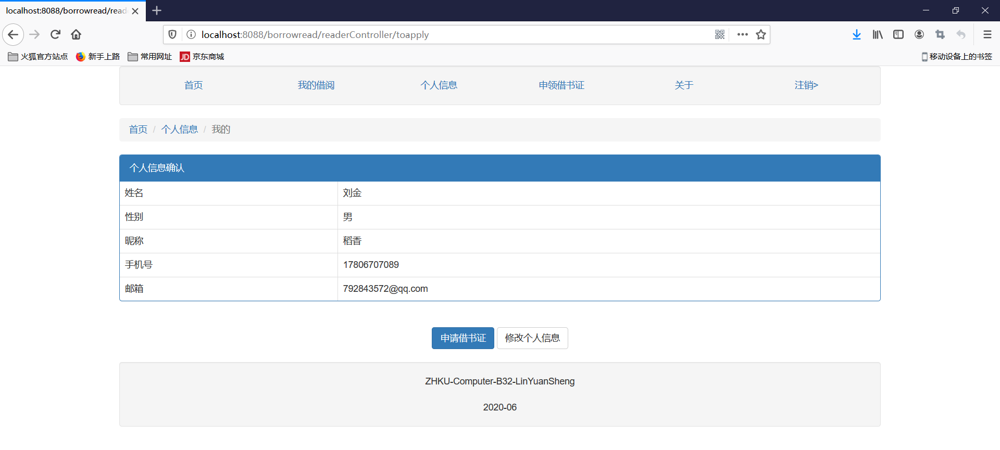 localhost:8088/borrowread/read
localhost:8088/borrowread/readerController/toapply
火狐官方站点 新手上路 常用网址 JD 京东商城 移动设备上的书签
首页 我的借阅 个人信息 申领借书证 关于 注销>
首页 / 个人信息 / 我的
个人信息确认
姓名 刘金
性别 男
昵称 稻香
手机号 17806707089
邮箱 792843572@qq.com
申请借书证 修改个人信息
ZHKU-Computer-B32-LinYuanSheng
2020-06